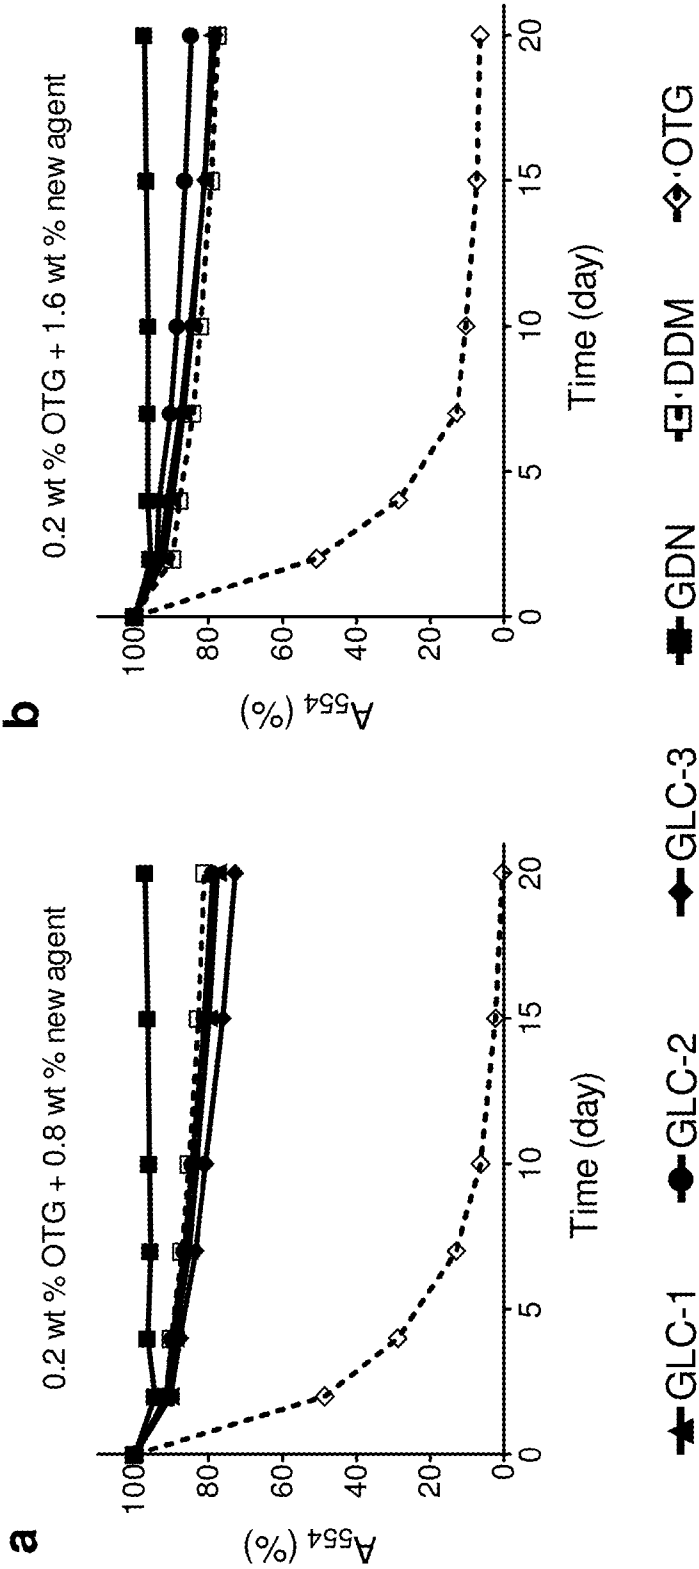 a
0.2 wt % OTG + 0.8 wt % new agent
A554 (%)
100
80
60
40
20
0
0 5 10 15 20
Time (day)
b
0.2 wt % OTG + 1.6 wt % new agent
A554 (%)
100
80
60
40
20
0
0 5 10 15 20
Time (day)
GLC-1 GLC-2 GLC-3 GDN DDM OTG